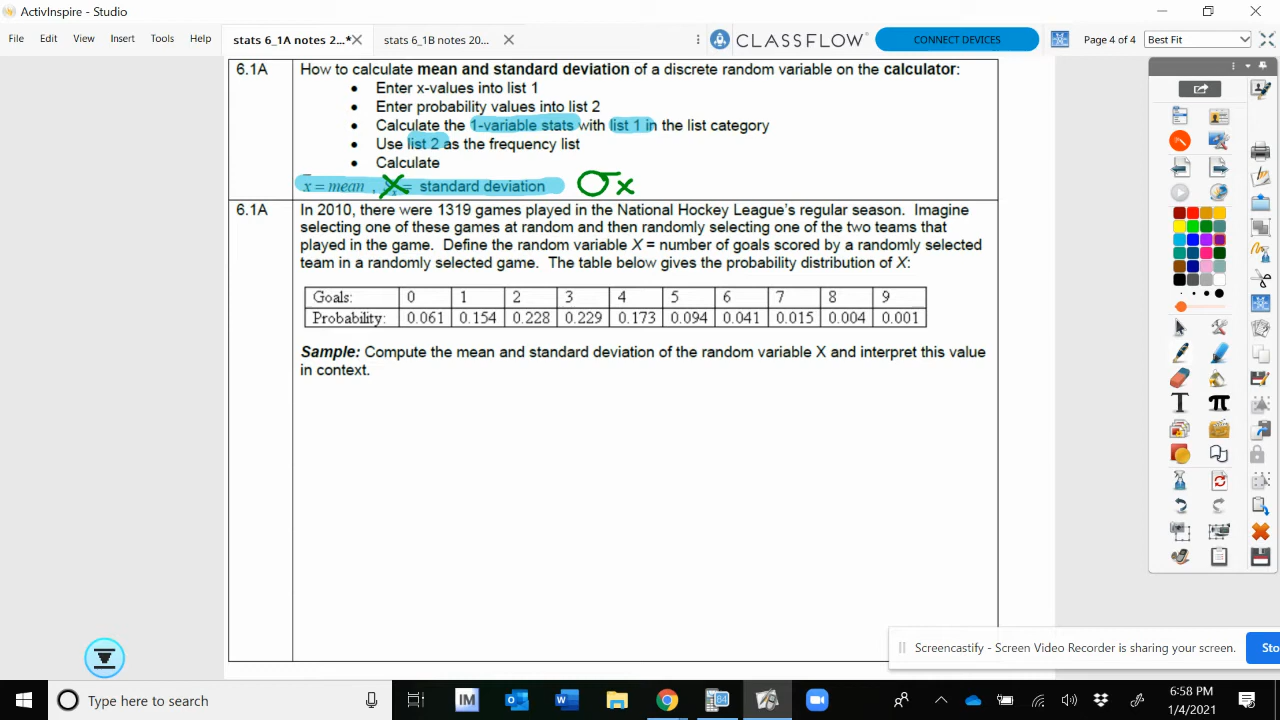 ActivInspire - Studio
File Edit View Insert Tools Help
stats 6_1A notes 2...*
stats 6_1B notes 20...
CLASSFLOW
CONNECT DEVICES
Page 4 of 4
Best Fit
6.1A
How to calculate mean and standard deviation of a discrete random variable on the calculator:
• Enter x-values into list 1
• Enter probability values into list 2
• Calculate the 1-variable stats with list 1 in the list category
• Use list 2 as the frequency list
• Calculate
x̄ = mean , = standard deviation σx
6.1A
In 2010, there were 1319 games played in the National Hockey League's regular season. Imagine
selecting one of these games at random and then randomly selecting one of the two teams that
played in the game. Define the random variable X = number of goals scored by a randomly selected
team in a randomly selected game. The table below gives the probability distribution of X:
Goals: 0 1 2 3 4 5 6 7 8 9
Probability: 0.061 0.154 0.228 0.229 0.173 0.094 0.041 0.015 0.004 0.001
Sample: Compute the mean and standard deviation of the random variable X and interpret this value
in context.
Screencastify - Screen Video Recorder is sharing your screen.
Sto
Type here to search
IM
6:58 PM
1/4/2021